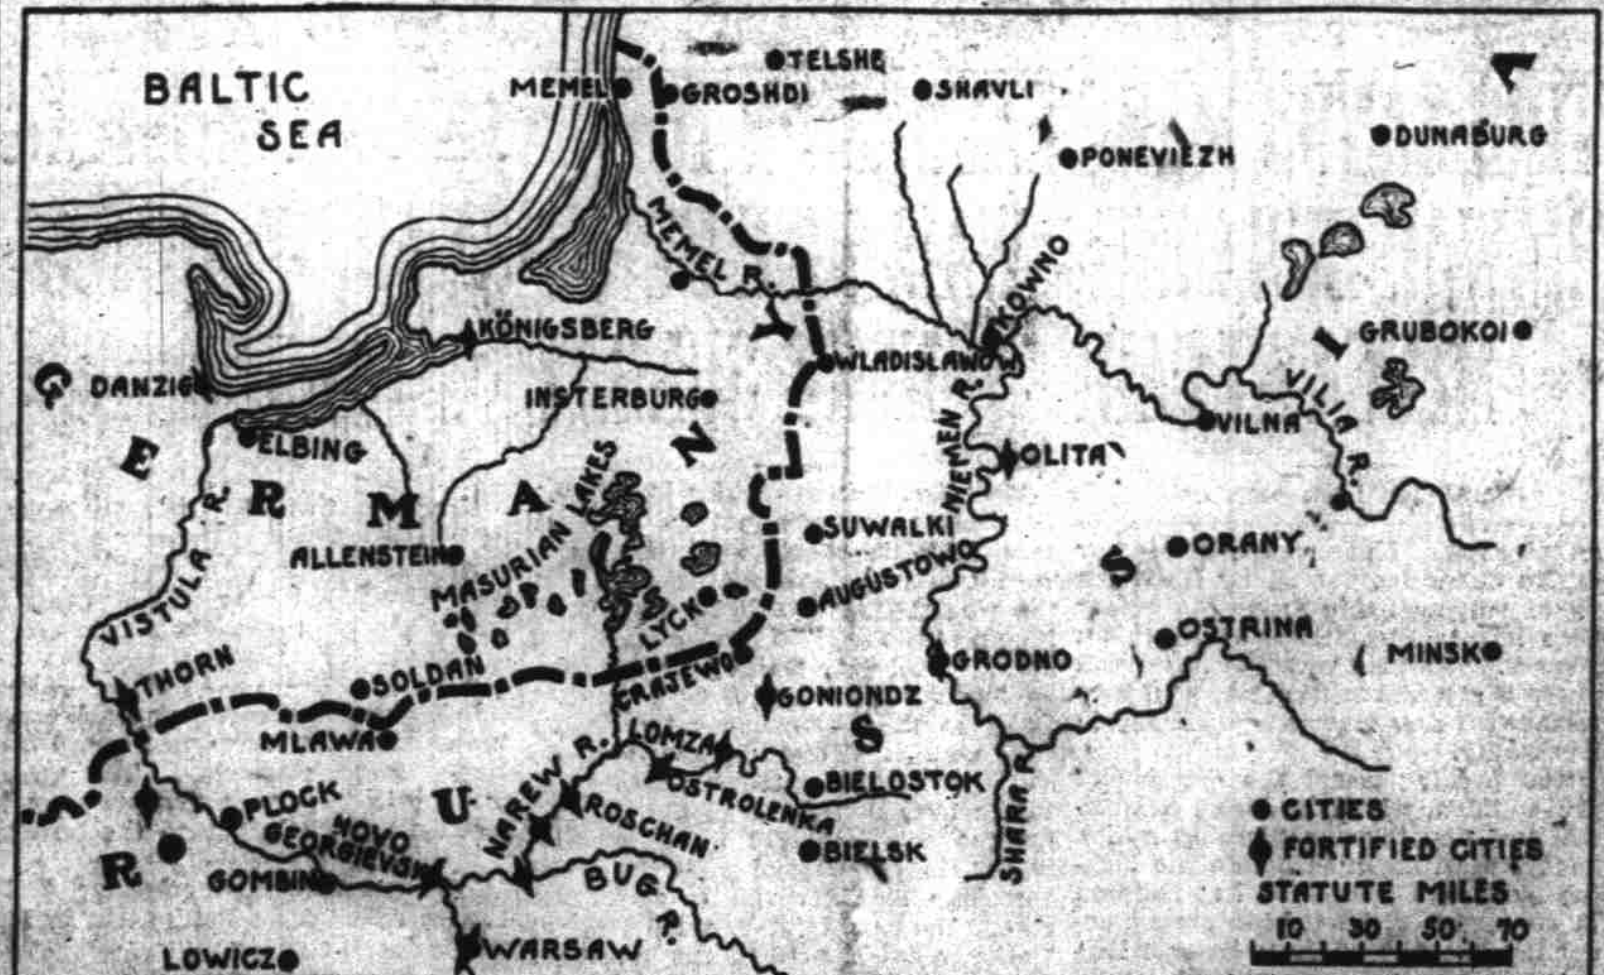 BALTIC
SEA
MEMEL
TELSHE
GROSHDI
SHAVLI
PONEVIEZH
DUNABURG
MEMEL R.
KOWNO
KÖNIGSBERG
GRUBOKOI
WLADISLAWOW
DANZIG
INSTERBURG
NIEMEN R.
VILIA R.
VILNA
ELBING
OLITA
GERMANY
MASURIAN LAKES
SUWALKI
AUGUSTOWO
ORANY
ALLENSTEIN
VISTULA R.
LYCK
OSTRINA
MINSK
THORN
SOLDAN
GRODNO
GRAJEWO
GONIONDZ
MLAWA
RUSSIA
NAREW R.
LOMZA
OSTROLENKA
BIELOSTOK
SHARA R.
PLOCK
NOVO
GEORGIEVSK
ROSCHAN
BIELSK
GOMBIN
BUG R.
WARSAW
LOWICZ
CITIES
FORTIFIED CITIES
STATUTE MILES
10 30 50 70